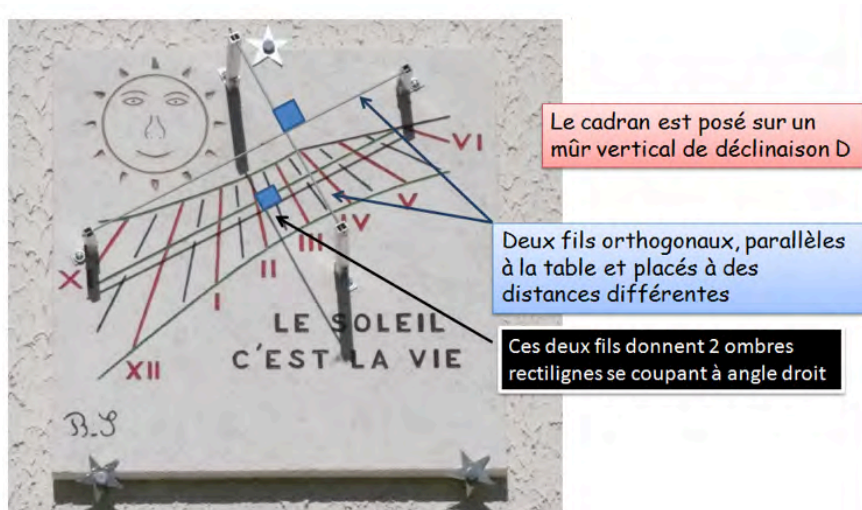 Le cadran est posé sur un
mûr vertical de déclinaison D
VI
V
IV
III
II
I
X
XII
Deux fils orthogonaux, parallèles
à la table et placés à des
distances différentes
LE SOLEIL
C'EST LA VIE
Ces deux fils donnent 2 ombres
rectilignes se coupant à angle droit
B.S